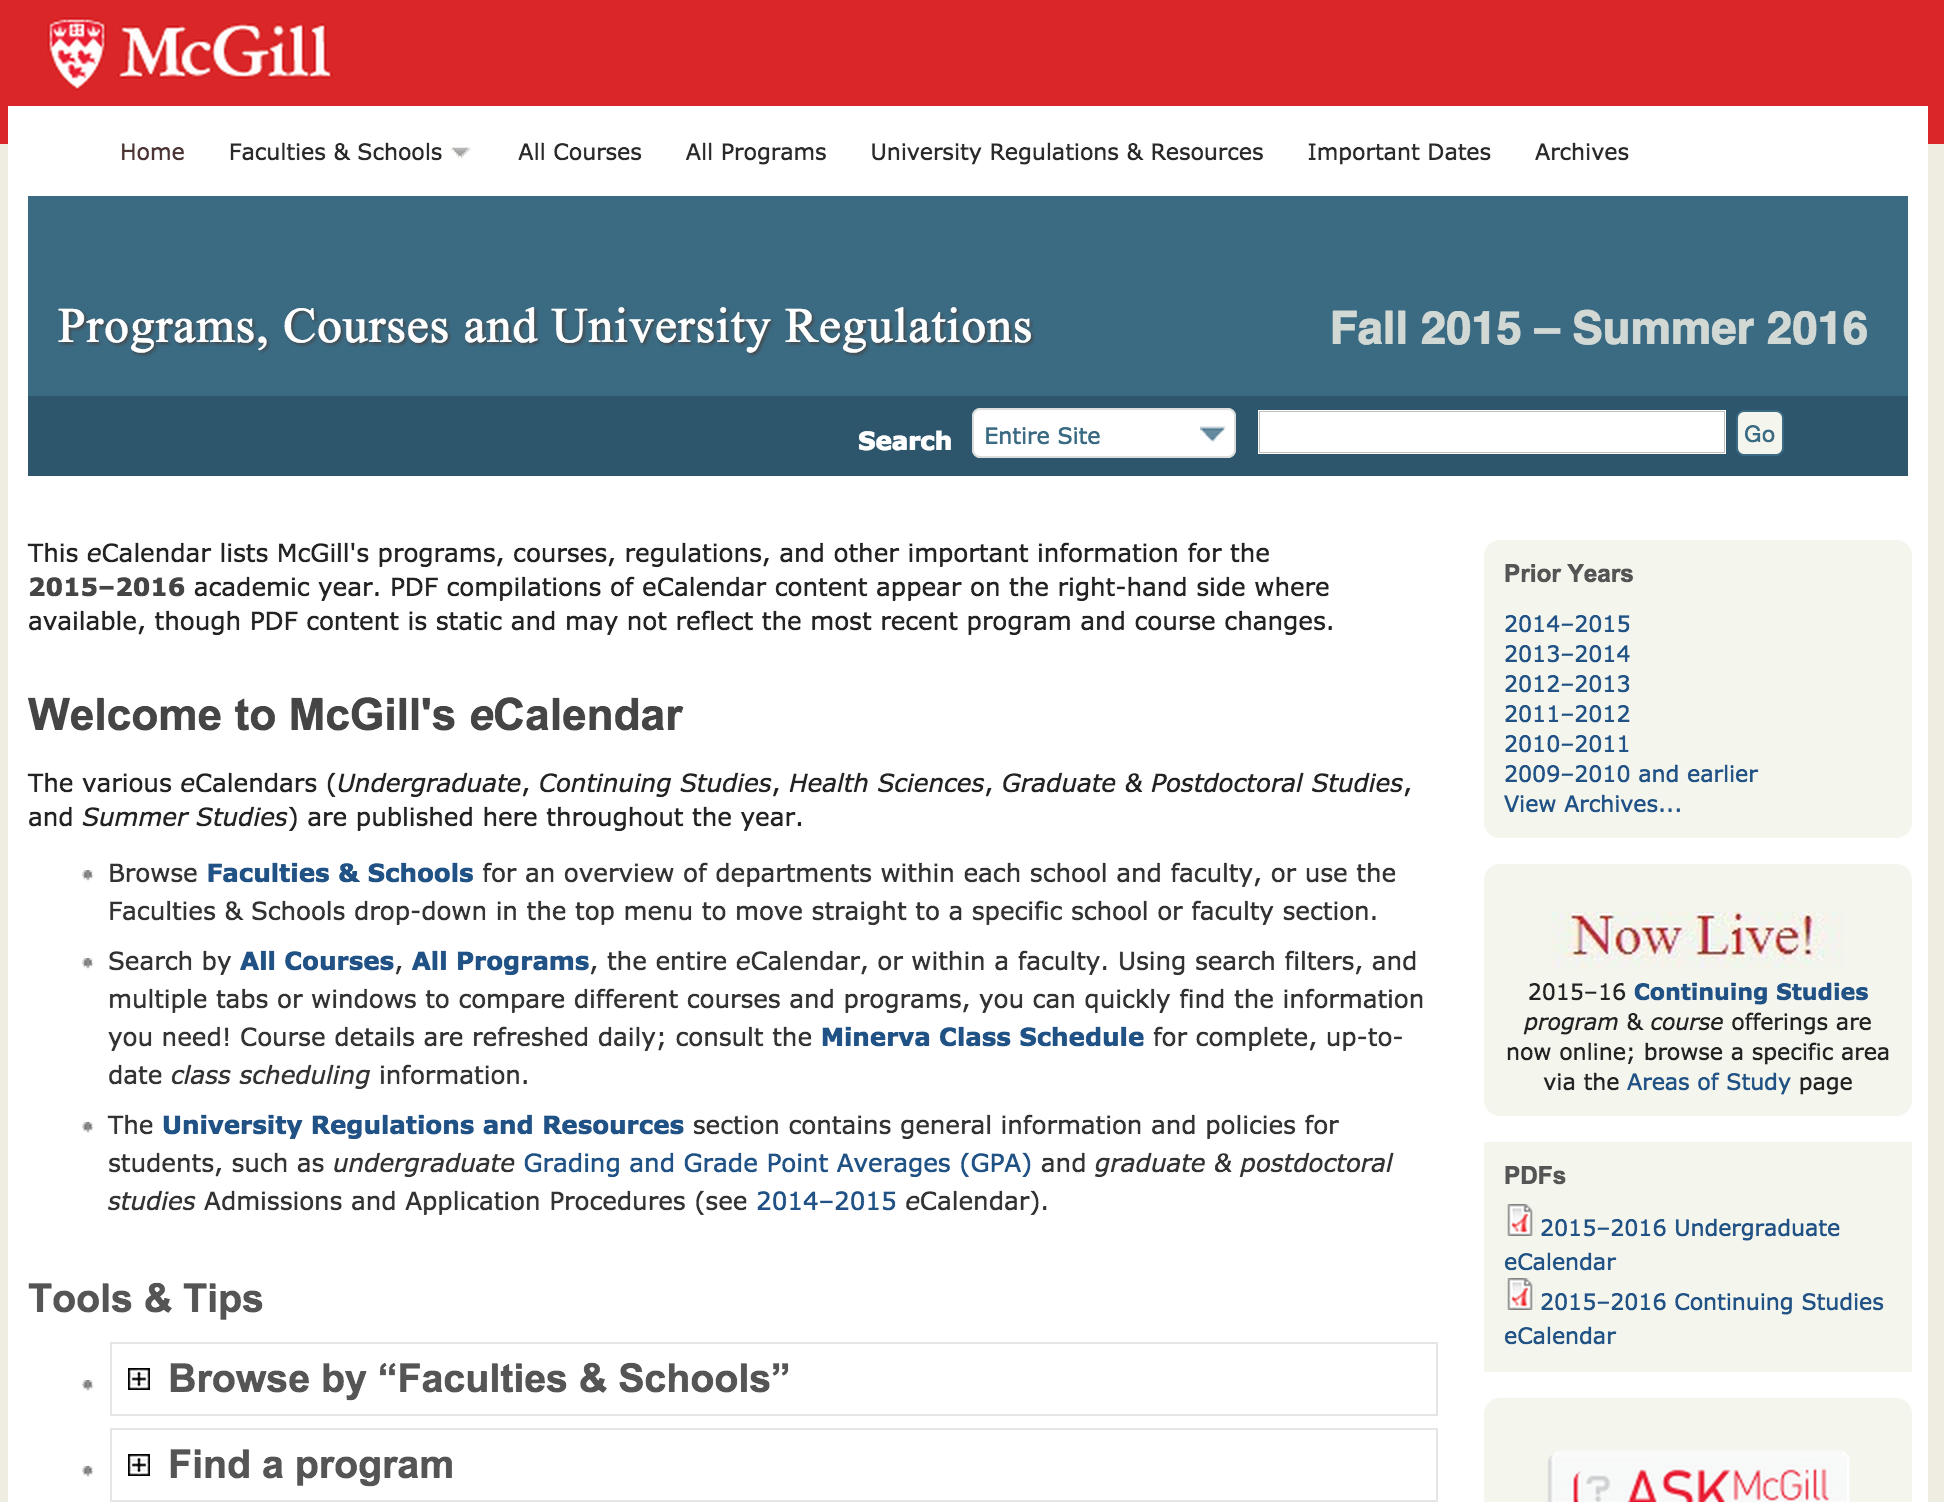 McGill
Home Faculties & Schools All Courses All Programs University Regulations & Resources Important Dates Archives
Programs, Courses and University Regulations
Fall 2015 – Summer 2016
Search Entire Site Go
This eCalendar lists McGill's programs, courses, regulations, and other important information for the
2015–2016 academic year. PDF compilations of eCalendar content appear on the right-hand side where
available, though PDF content is static and may not reflect the most recent program and course changes.
Welcome to McGill's eCalendar
The various eCalendars (Undergraduate, Continuing Studies, Health Sciences, Graduate & Postdoctoral Studies,
and Summer Studies) are published here throughout the year.
Browse Faculties & Schools for an overview of departments within each school and faculty, or use the
Faculties & Schools drop-down in the top menu to move straight to a specific school or faculty section.
Search by All Courses, All Programs, the entire eCalendar, or within a faculty. Using search filters, and
multiple tabs or windows to compare different courses and programs, you can quickly find the information
you need! Course details are refreshed daily; consult the Minerva Class Schedule for complete, up-to-
date class scheduling information.
The University Regulations and Resources section contains general information and policies for
students, such as undergraduate Grading and Grade Point Averages (GPA) and graduate & postdoctoral
studies Admissions and Application Procedures (see 2014–2015 eCalendar).
Tools & Tips
Browse by “Faculties & Schools”
Find a program
Prior Years
2014–2015
2013–2014
2012–2013
2011–2012
2010–2011
2009–2010 and earlier
View Archives...
Now Live!
2015–16 Continuing Studies
program & course offerings are
now online; browse a specific area
via the Areas of Study page
PDFs
2015–2016 Undergraduate
eCalendar
2015–2016 Continuing Studies
eCalendar
? ASK McGill